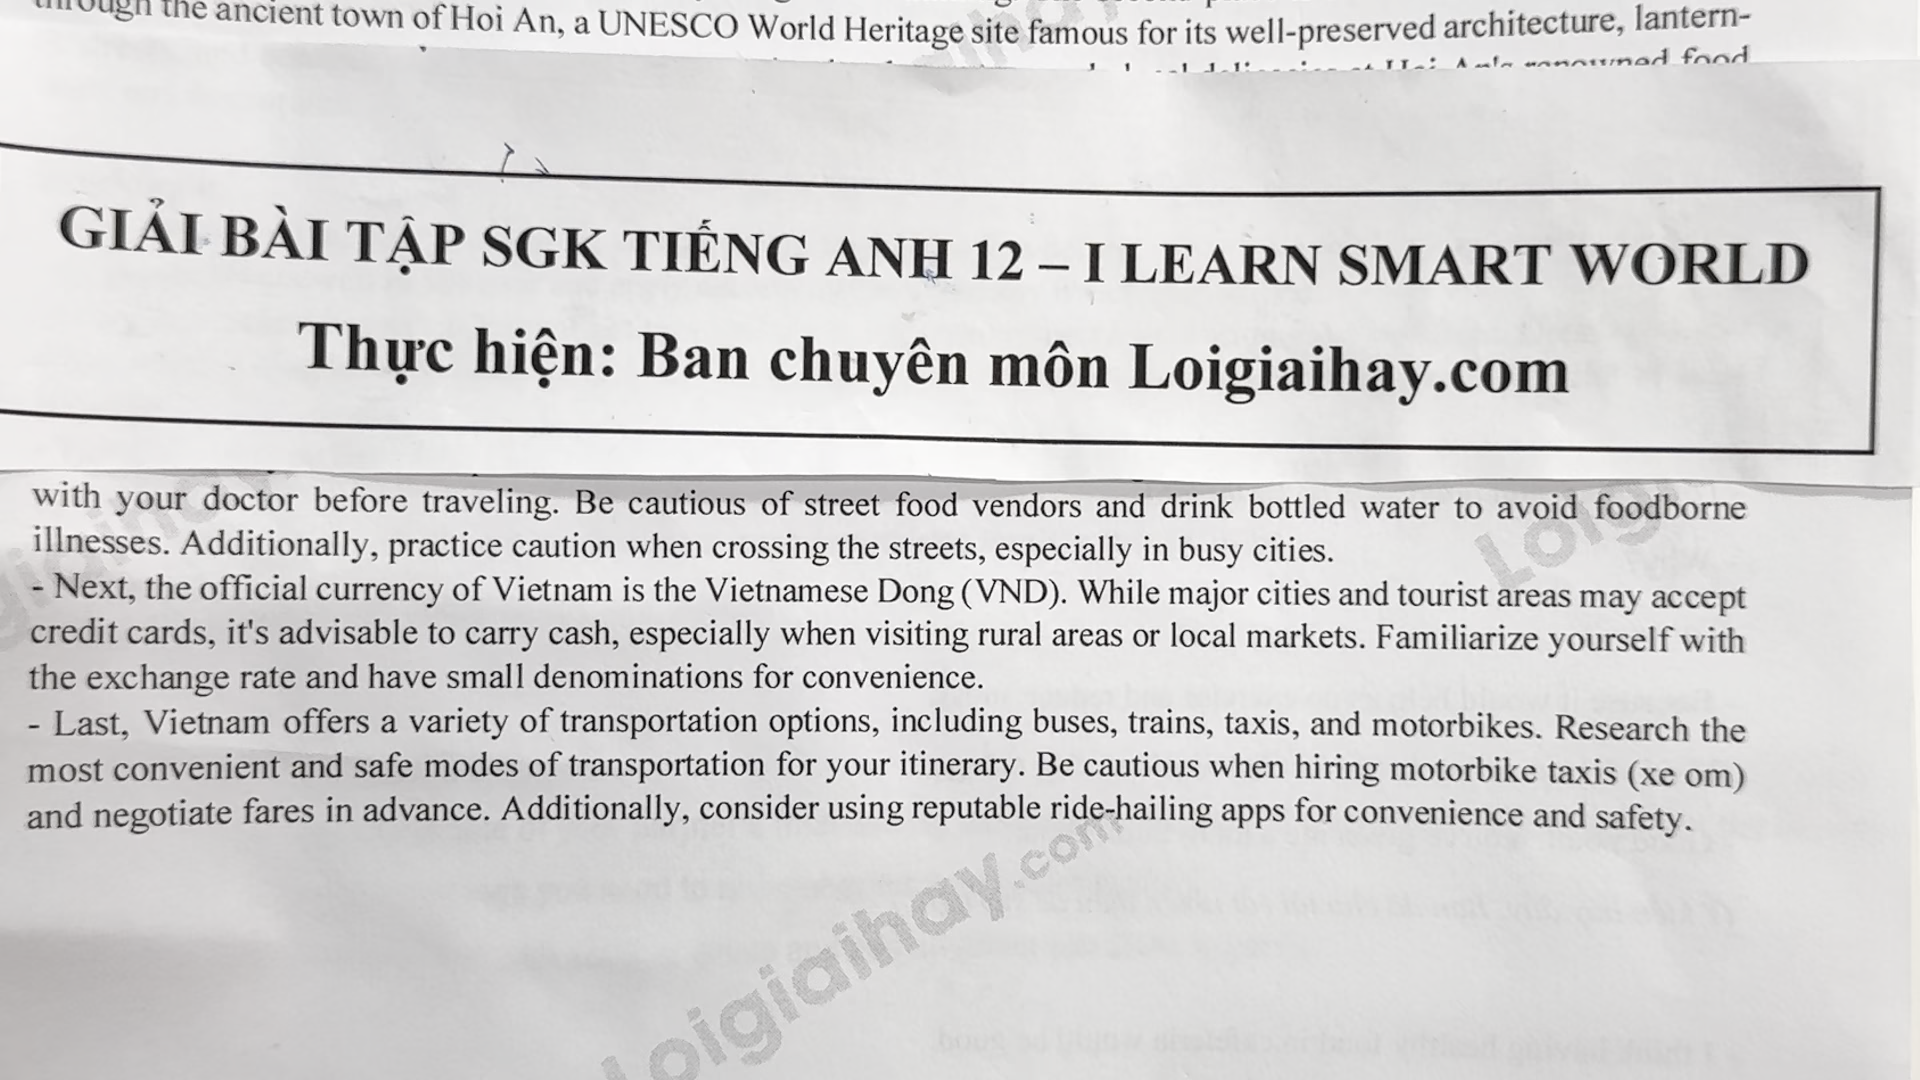 through the ancient town of Hoi An, a UNESCO World Heritage site famous for its well-preserved architecture, lantern-
Hoi An's renowned food
GIẢI BÀI TẬP SGK TIẾNG ANH 12 – I LEARN SMART WORLD
Thực hiện: Ban chuyên môn Loigiaihay.com
with your doctor before traveling. Be cautious of street food vendors and drink bottled water to avoid foodborne
illnesses. Additionally, practice caution when crossing the streets, especially in busy cities.
- Next, the official currency of Vietnam is the Vietnamese Dong (VND). While major cities and tourist areas may accept
credit cards, it's advisable to carry cash, especially when visiting rural areas or local markets. Familiarize yourself with
the exchange rate and have small denominations for convenience.
- Last, Vietnam offers a variety of transportation options, including buses, trains, taxis, and motorbikes. Research the
most convenient and safe modes of transportation for your itinerary. Be cautious when hiring motorbike taxis (xe om)
and negotiate fares in advance. Additionally, consider using reputable ride-hailing apps for convenience and safety.
Loigiaihay.com